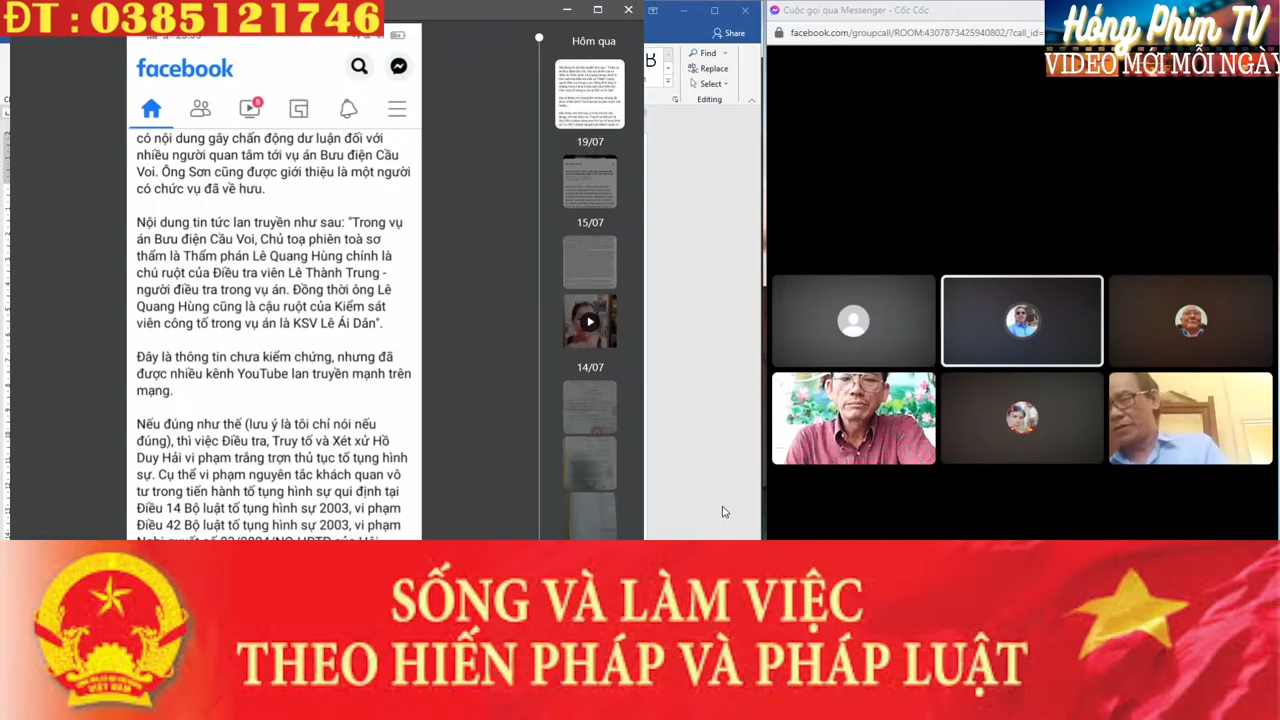 ĐT : 0385121746
facebook
5
có nội dung gây chấn động dư luận đối với
nhiều người quan tâm tới vụ án Bưu điện Cầu
Voi. Ông Sơn cũng được giới thiệu là một người
có chức vụ đã về hưu.
Nội dung tin tức lan truyền như sau: "Trong vụ
án Bưu điện Cầu Voi, Chủ toạ phiên toà sơ
thẩm là Thẩm phán Lê Quang Hùng chính là
chú ruột của Điều tra viên Lê Thành Trung -
người điều tra trong vụ án. Đồng thời ông Lê
Quang Hùng cũng là cậu ruột của Kiểm sát
viên công tố trong vụ án là KSV Lê Ái Dân".
Đây là thông tin chưa kiểm chứng, nhưng đã
được nhiều kênh YouTube lan truyền mạnh trên
mạng.
Nếu đúng như thế (lưu ý là tôi chỉ nói nếu
đúng), thì việc Điều tra, Truy tố và Xét xử Hồ
Duy Hải vi phạm trắng trợn thủ tục tố tụng hình
sự. Cụ thể vi phạm nguyên tắc khách quan vô
tư trong tiến hành tố tụng hình sự qui định tại
Điều 14 Bộ luật tố tụng hình sự 2003, vi phạm
Điều 42 Bộ luật tố tụng hình sự 2003, vi phạm
Hôm qua
19/07
15/07
14/07
Share
Find
Replace
Select
Editing
Cuộc gọi qua Messenger - Cốc Cốc
facebook.com/groupcall/ROOM:4307873425940802/?call_id=
Hóng Phim TV
VIDEO MỚI MỖI NGÀY
SỐNG VÀ LÀM VIỆC
THEO HIẾN PHÁP VÀ PHÁP LUẬT
VIỆT NAM